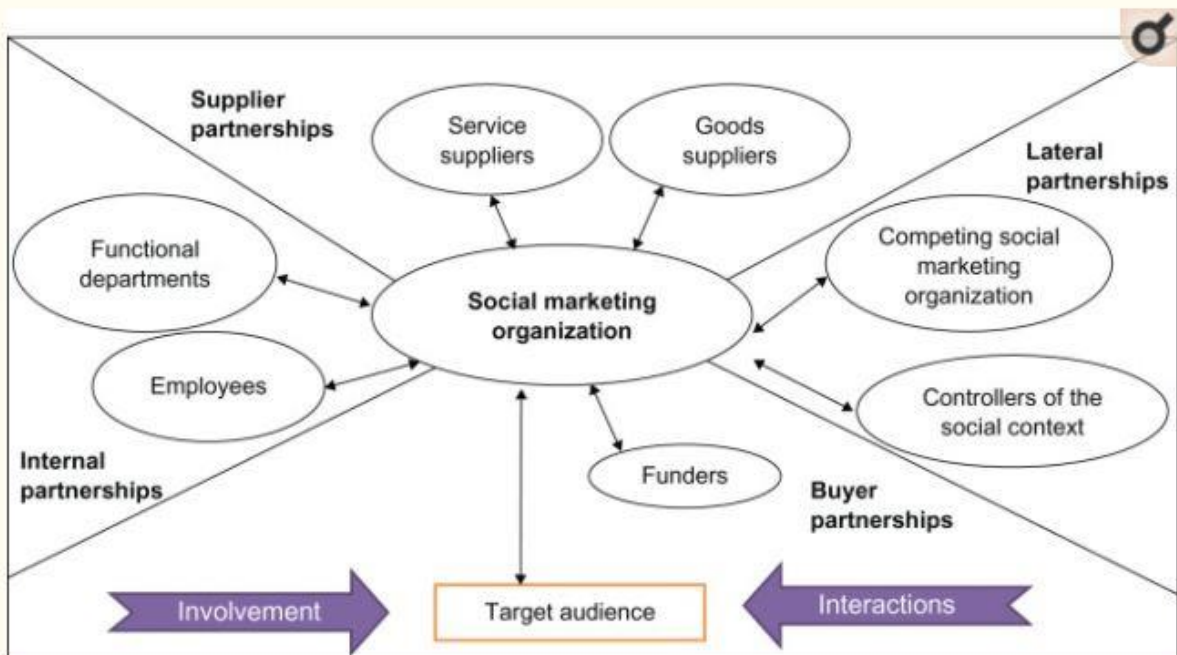 Supplier
partnerships
Service
suppliers
Goods
suppliers
Lateral
partnerships
Functional
departments
Competing social
marketing
organization
Social marketing
organization
Employees
Controllers of the
social context
Internal
partnerships
Funders
Buyer
partnerships
Involvement
Target audience
Interactions